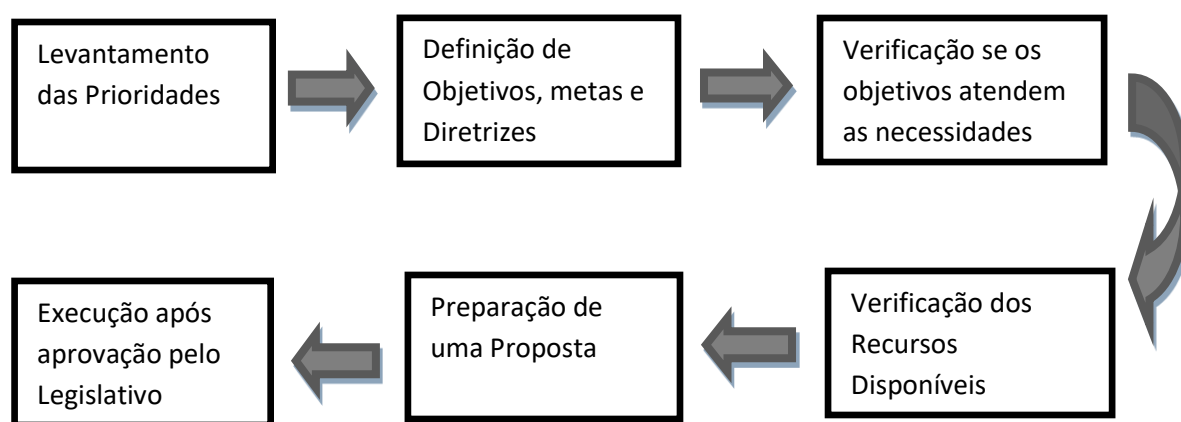 Levantamento
das Prioridades
Definição de
Objetivos, metas e
Diretrizes
Verificação se os
objetivos atendem
as necessidades
Verificação dos
Recursos
Disponíveis
Preparação de
uma Proposta
Execução após
aprovação pelo
Legislativo